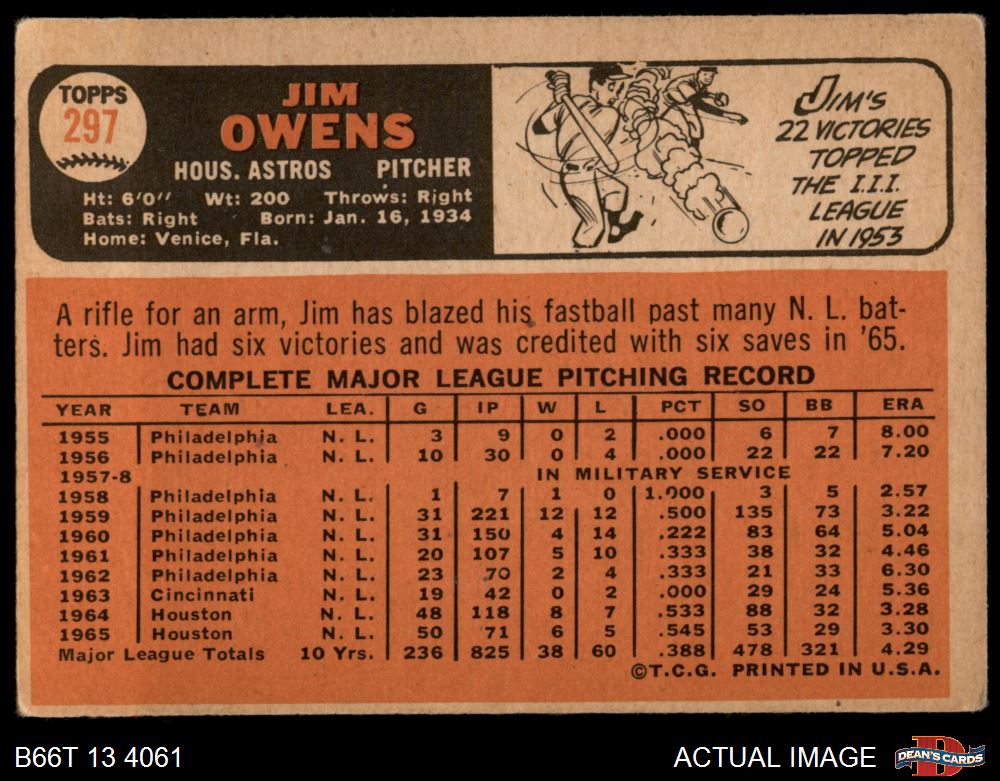 TOPPS
297
JIM
OWENS
HOUS. ASTROS PITCHER
Ht: 6'0" Wt: 200 Throws: Right
Bats: Right Born: Jan. 16, 1934
Home: Venice, Fla.
JIM'S
22 VICTORIES
TOPPED
THE I.I.I.
LEAGUE
IN 1953
A rifle for an arm, Jim has blazed his fastball past many N. L. bat-
ters. Jim had six victories and was credited with six saves in '65.
COMPLETE MAJOR LEAGUE PITCHING RECORD
YEAR TEAM LEA. G IP W L PCT SO BB ERA
1955 Philadelphia N. L. 3 9 0 2 .000 6 7 8.00
1956 Philadelphia N. L. 10 30 0 4 .000 22 22 7.20
1957-8 IN MILITARY SERVICE
1958 Philadelphia N. L. 1 7 1 0 1.000 3 5 2.57
1959 Philadelphia N. L. 31 221 12 12 .500 135 73 3.22
1960 Philadelphia N. L. 31 150 4 14 .222 83 64 5.04
1961 Philadelphia N. L. 20 107 5 10 .333 38 32 4.46
1962 Philadelphia N. L. 23 70 2 4 .333 21 33 6.30
1963 Cincinnati N. L. 19 42 0 2 .000 29 24 5.36
1964 Houston N. L. 48 118 8 7 .533 88 32 3.28
1965 Houston N. L. 50 71 6 5 .545 53 29 3.30
Major League Totals 10 Yrs. 236 825 38 60 .388 478 321 4.29
©T.C.G. PRINTED IN U.S.A.
B66T 13 4061
ACTUAL IMAGE
D
DEAN'S CARDS